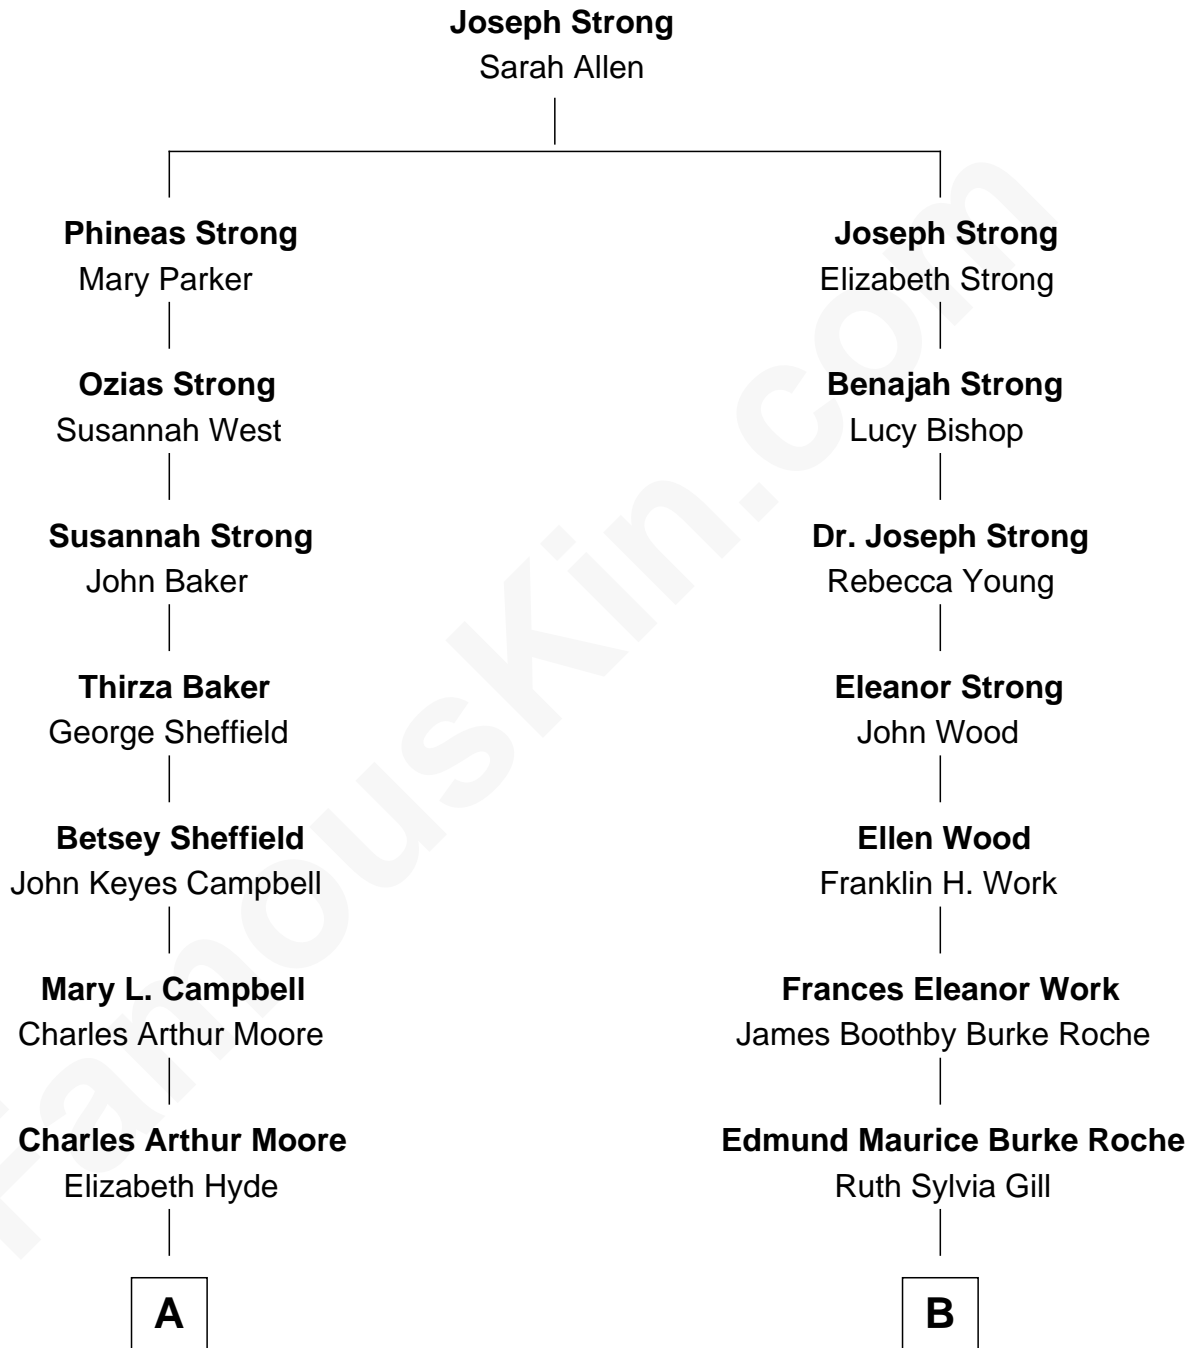 Joseph Strong
Sarah Allen
Phineas Strong
Mary Parker
Joseph Strong
Elizabeth Strong
Ozias Strong
Susannah West
Benajah Strong
Lucy Bishop
Susannah Strong
John Baker
Dr. Joseph Strong
Rebecca Young
Thirza Baker
George Sheffield
Eleanor Strong
John Wood
Betsey Sheffield
John Keyes Campbell
Ellen Wood
Franklin H. Work
Mary L. Campbell
Charles Arthur Moore
Frances Eleanor Work
James Boothby Burke Roche
Charles Arthur Moore
Elizabeth Hyde
Edmund Maurice Burke Roche
Ruth Sylvia Gill
A
B
FamousKin.com